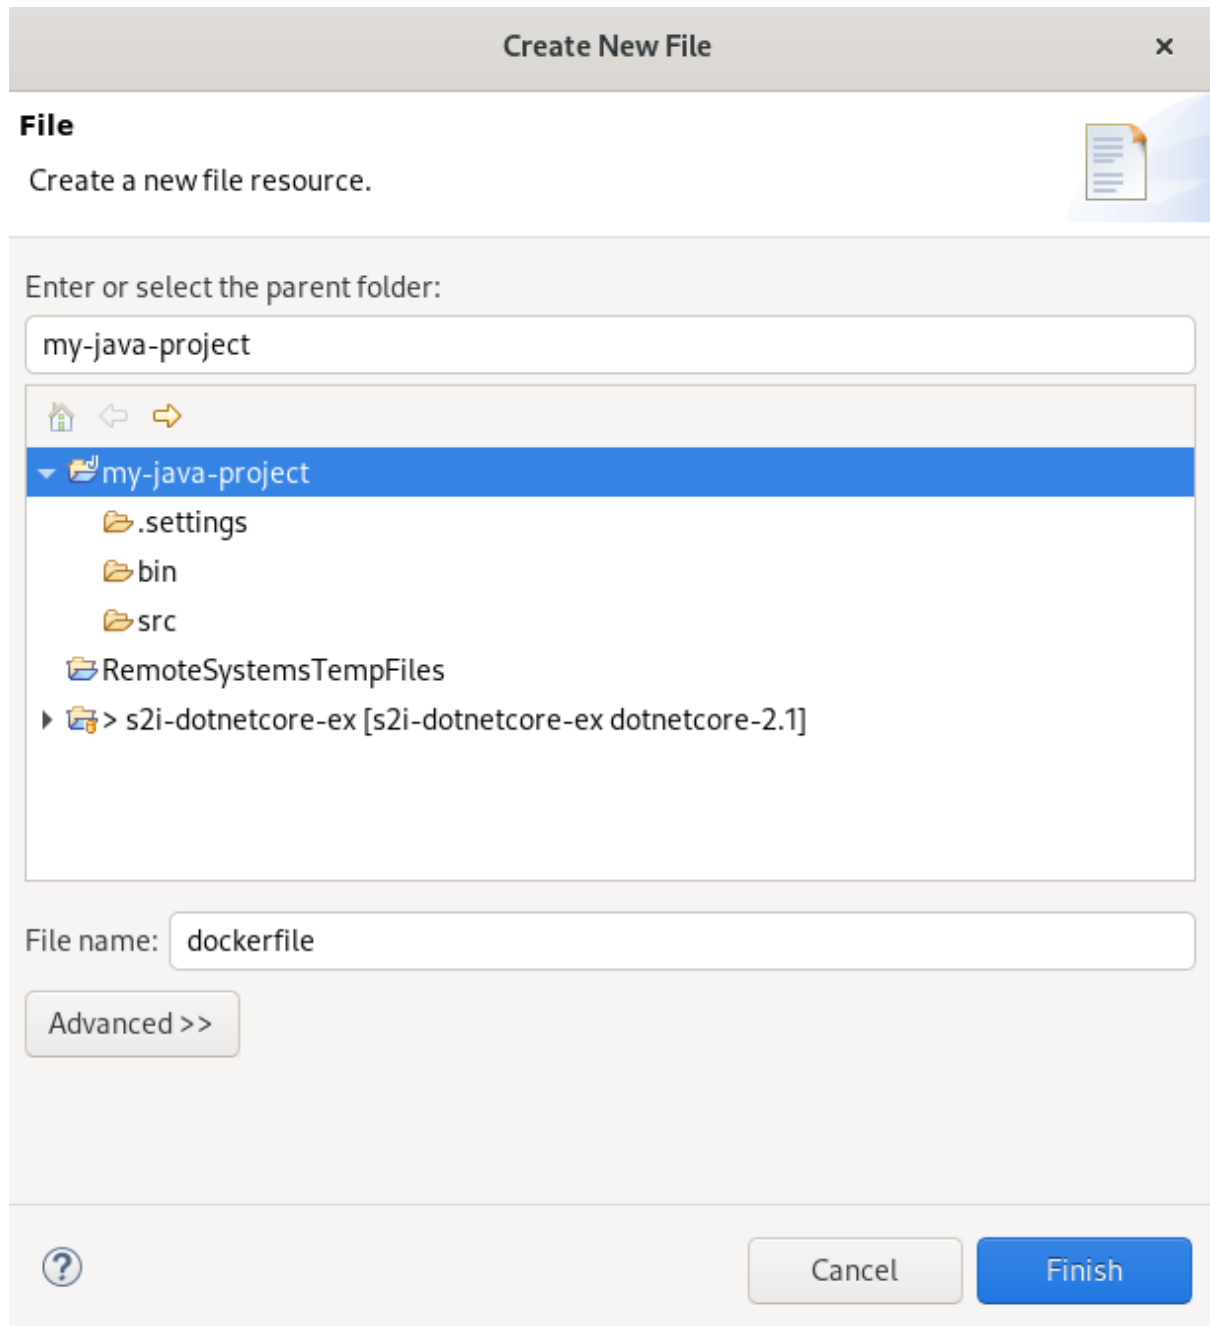 Create New File
File
Create a new file resource.
Enter or select the parent folder:
my-java-project
my-java-project
.settings
bin
src
RemoteSystemsTempFiles
> s2i-dotnetcore-ex [s2i-dotnetcore-ex dotnetcore-2.1]
File name: dockerfile
Advanced >>
Cancel Finish